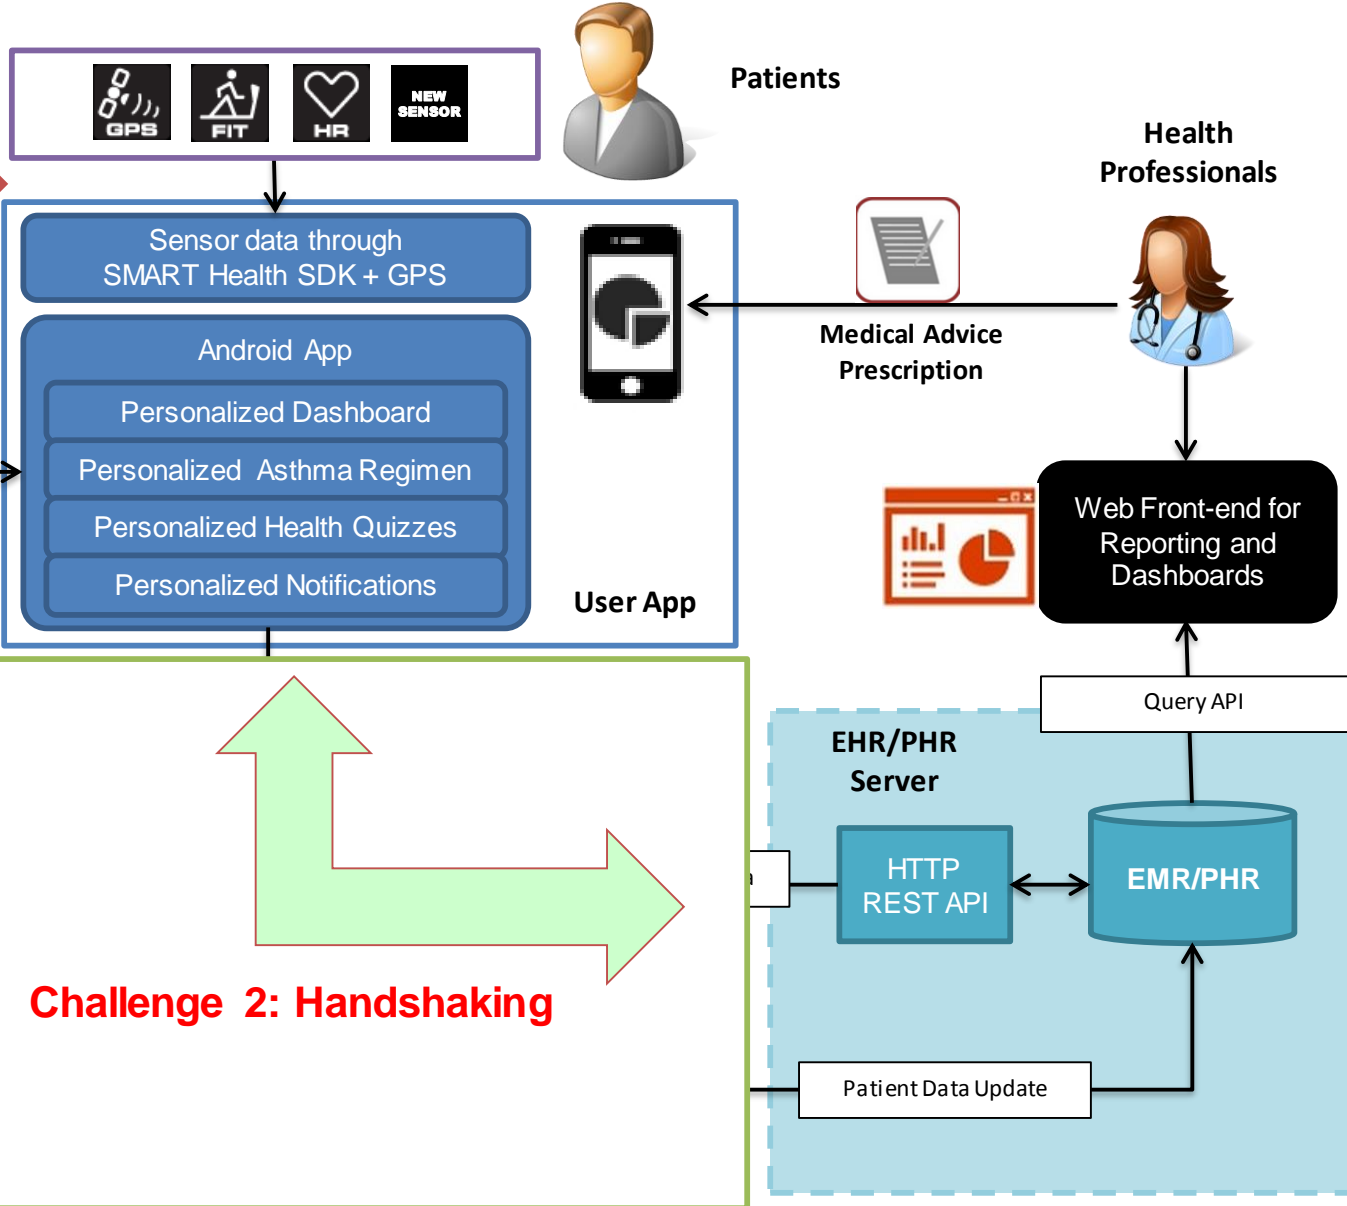 GPS
FIT
HR
NEW
SENSOR
Patients
Health
Professionals
Sensor data through
SMART Health SDK + GPS
Android App
Personalized Dashboard
Personalized Asthma Regimen
Personalized Health Quizzes
Personalized Notifications
User App
Medical Advice
Prescription
Web Front-end for
Reporting and
Dashboards
Query API
EHR/PHR
Server
HTTP
REST API
EMR/PHR
Challenge 2: Handshaking
Patient Data Update